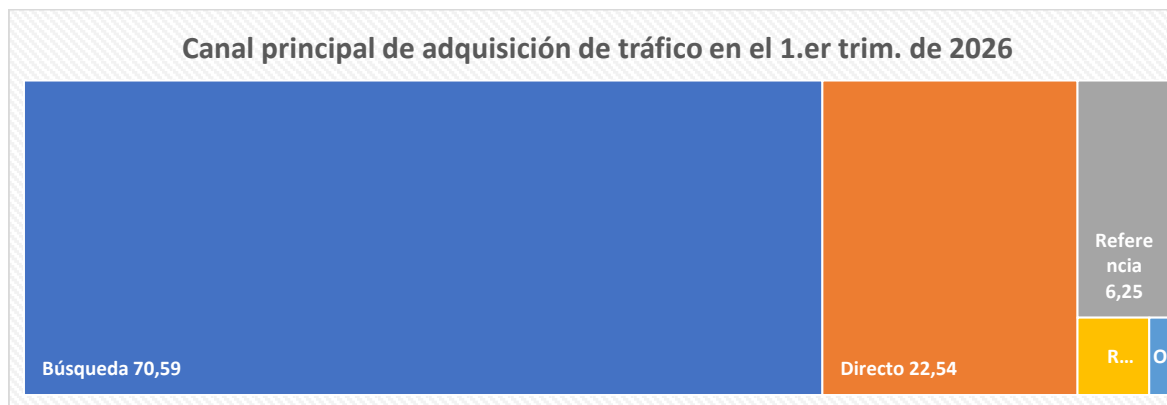 Canal principal de adquisición de tráfico en el 1.er trim. de 2026
Refere
ncia
6,25
Búsqueda 70,59
Directo 22,54
R...
O